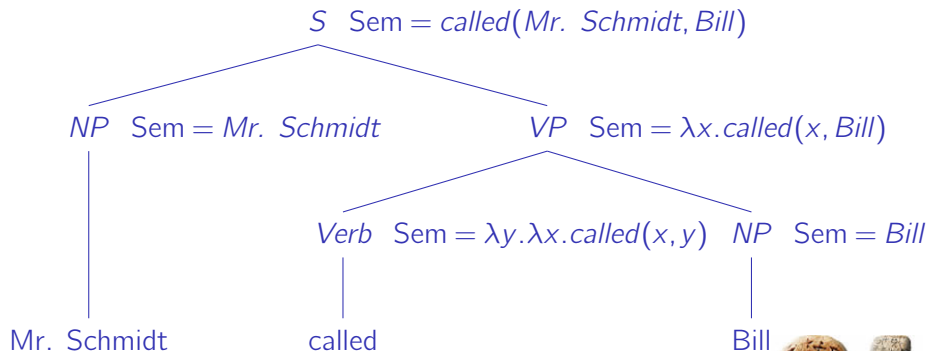 S Sem = called(Mr. Schmidt, Bill)
NP Sem = Mr. Schmidt VP Sem = λx.called(x, Bill)
Verb Sem = λy.λx.called(x, y) NP Sem = Bill
Mr. Schmidt called Bill